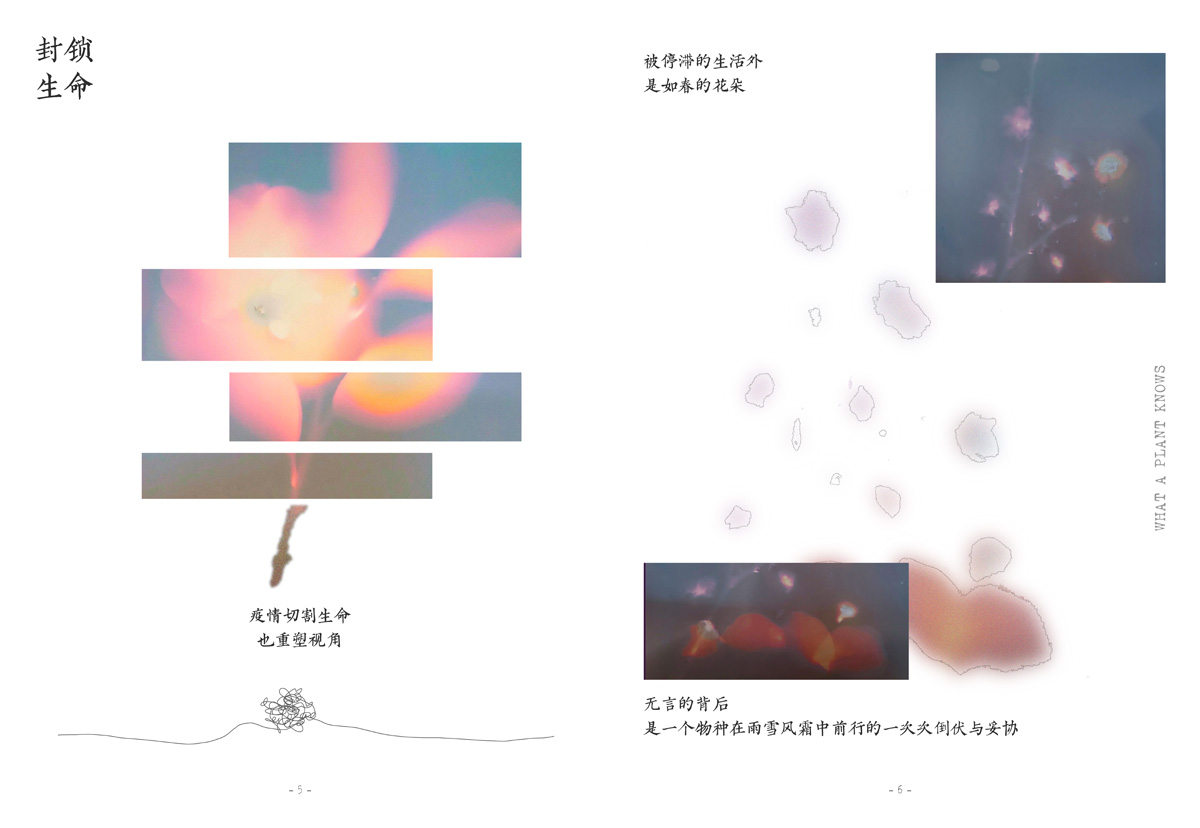 封锁
生命
疫情切割生命
也重塑视角
- 5 -
被停滞的生活外
是如春的花朵
WHAT A PLANT KNOWS
无言的背后
是一个物种在雨雪风霜中前行的一次次倒伏与妥协
- 6 -